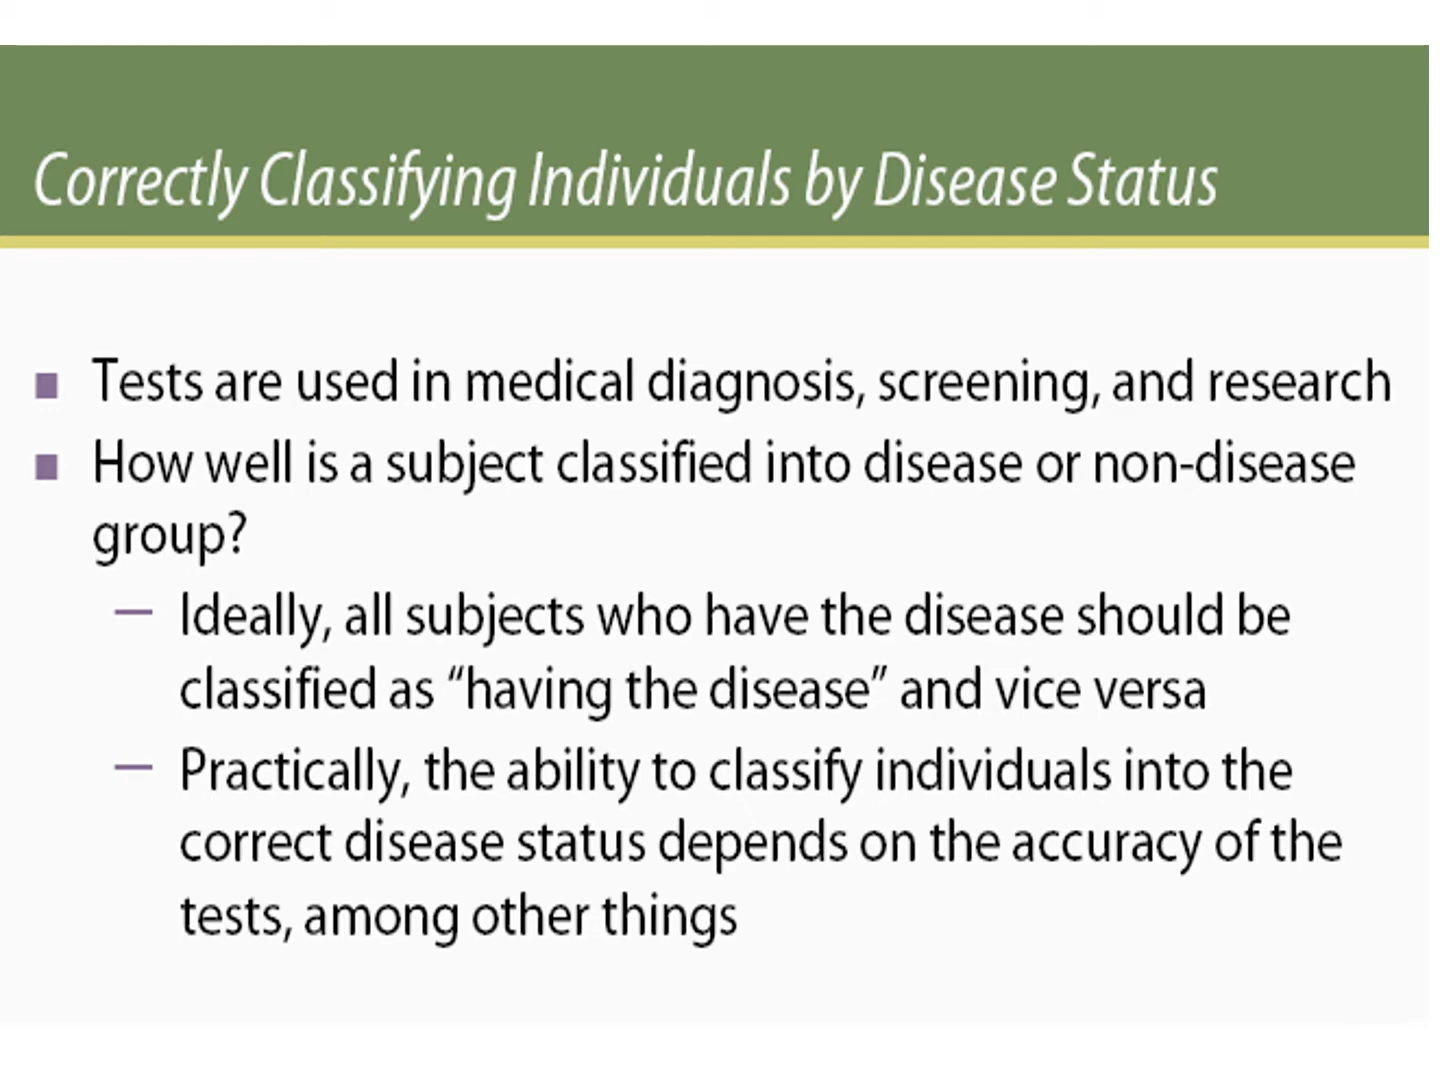 Correctly Classifying Individuals by Disease Status
Tests are used in medical diagnosis, screening, and research
How well is a subject classified into disease or non-disease
group?
— Ideally, all subjects who have the disease should be
classified as “having the disease” and vice versa
— Practically, the ability to classify individuals into the
correct disease status depends on the accuracy of the
tests, among other things